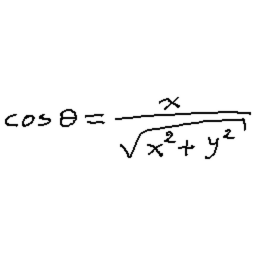 cos θ = x / √(x² + y²)